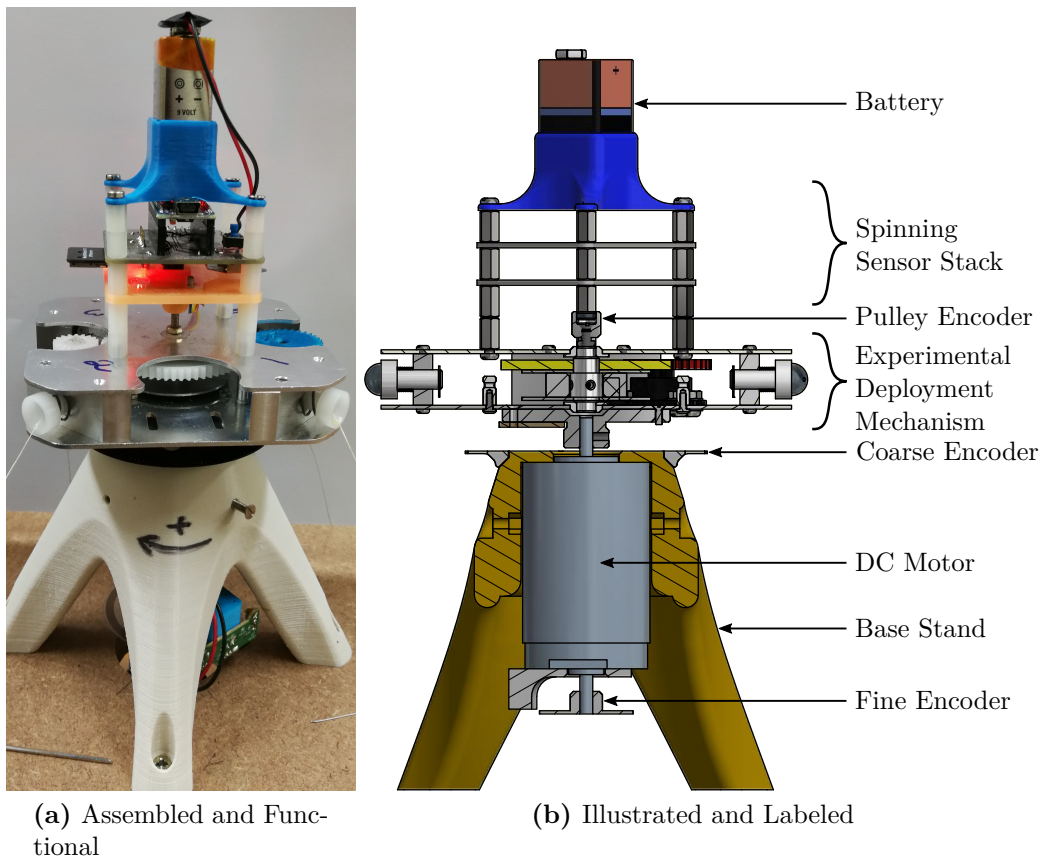 + −
9 VOLT
+
+
Battery
Spinning
Sensor Stack
Pulley Encoder
Experimental
Deployment
Mechanism
Coarse Encoder
DC Motor
Base Stand
Fine Encoder
(a) Assembled and Func-
tional
(b) Illustrated and Labeled